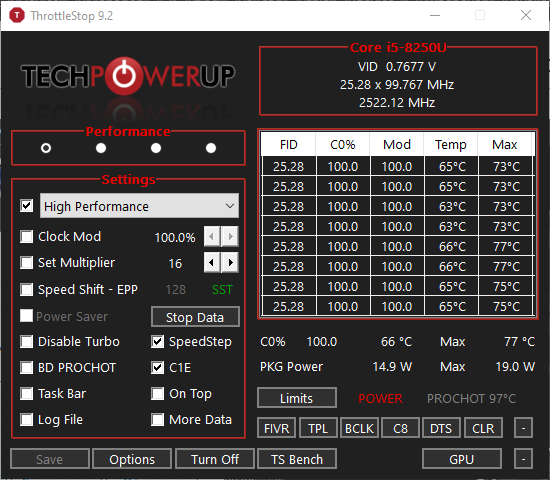 ThrottleStop 9.2
TECHPOWERUP
Core i5-8250U
VID 0.7677 V
25.28 x 99.767 MHz
2522.12 MHz
Performance
Settings
High Performance
Clock Mod 100.0%
Set Multiplier 16
Speed Shift - EPP 128 SST
Power Saver Stop Data
Disable Turbo SpeedStep
BD PROCHOT C1E
Task Bar On Top
Log File More Data
FID C0% Mod Temp Max
25.28 100.0 100.0 65°C 73°C
25.28 100.0 100.0 65°C 73°C
25.28 100.0 100.0 63°C 73°C
25.28 100.0 100.0 63°C 73°C
25.28 100.0 100.0 66°C 77°C
25.28 100.0 100.0 66°C 77°C
25.28 100.0 100.0 65°C 75°C
25.28 100.0 100.0 65°C 75°C
C0% 100.0 66 °C Max 77 °C
PKG Power 14.9 W Max 19.0 W
Limits POWER PROCHOT 97°C
FIVR TPL BCLK C8 DTS CLR -
Save Options Turn Off TS Bench GPU -